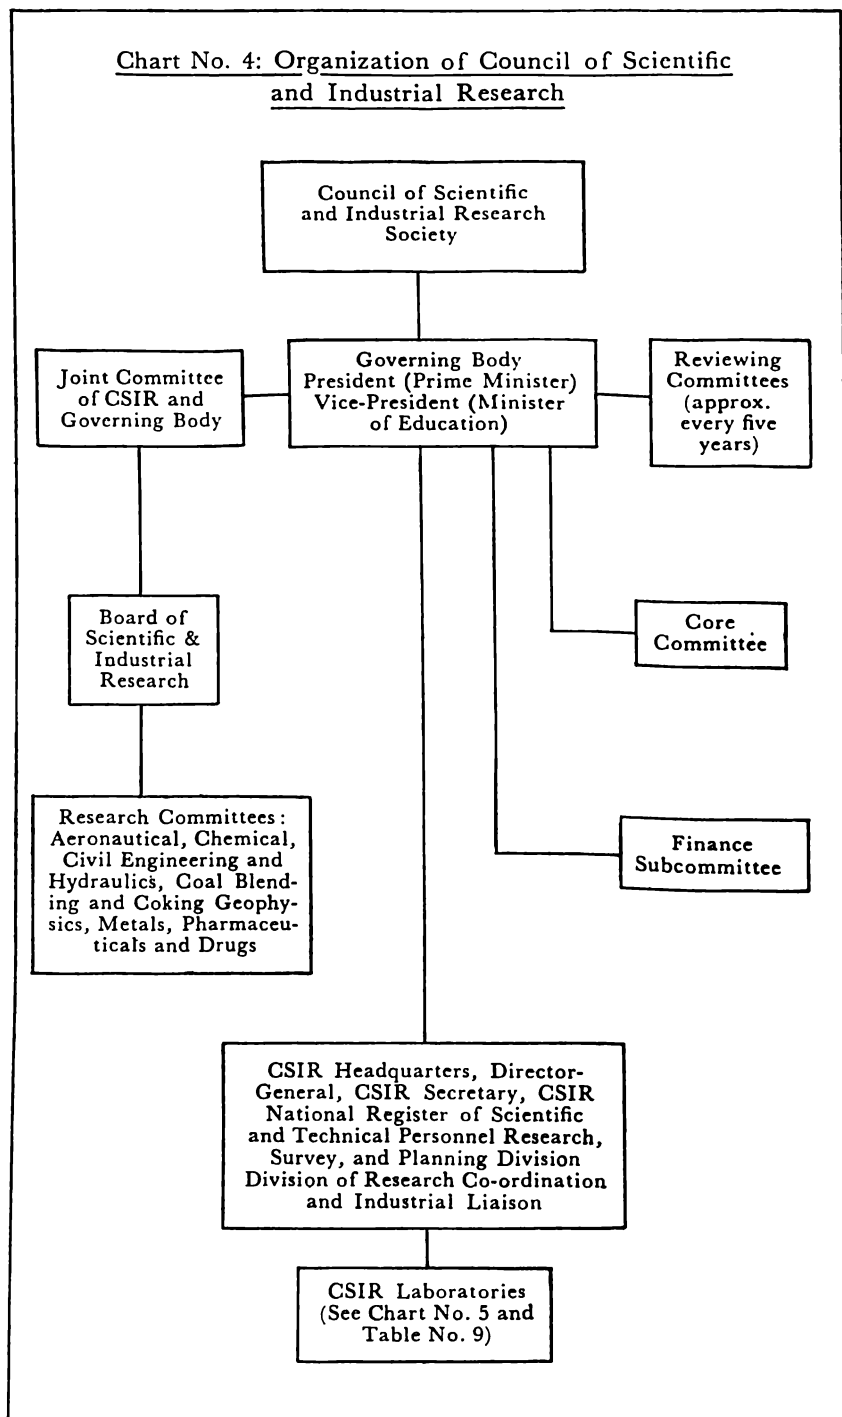 Chart No. 4: Organization of Council of Scientific
and Industrial Research
Council of Scientific
and Industrial Research
Society
Joint Committee
of CSIR and
Governing Body
Governing Body
President (Prime Minister)
Vice-President (Minister
of Education)
Reviewing
Committees
(approx.
every five
years)
Board of
Scientific &
Industrial
Research
Core
Committee
Research Committees:
Aeronautical, Chemical,
Civil Engineering and
Hydraulics, Coal Blend-
ing and Coking Geophy-
sics, Metals, Pharmaceu-
ticals and Drugs
Finance
Subcommittee
CSIR Headquarters, Director-
General, CSIR Secretary, CSIR
National Register of Scientific
and Technical Personnel Research,
Survey, and Planning Division
Division of Research Co-ordination
and Industrial Liaison
CSIR Laboratories
(See Chart No. 5 and
Table No. 9)